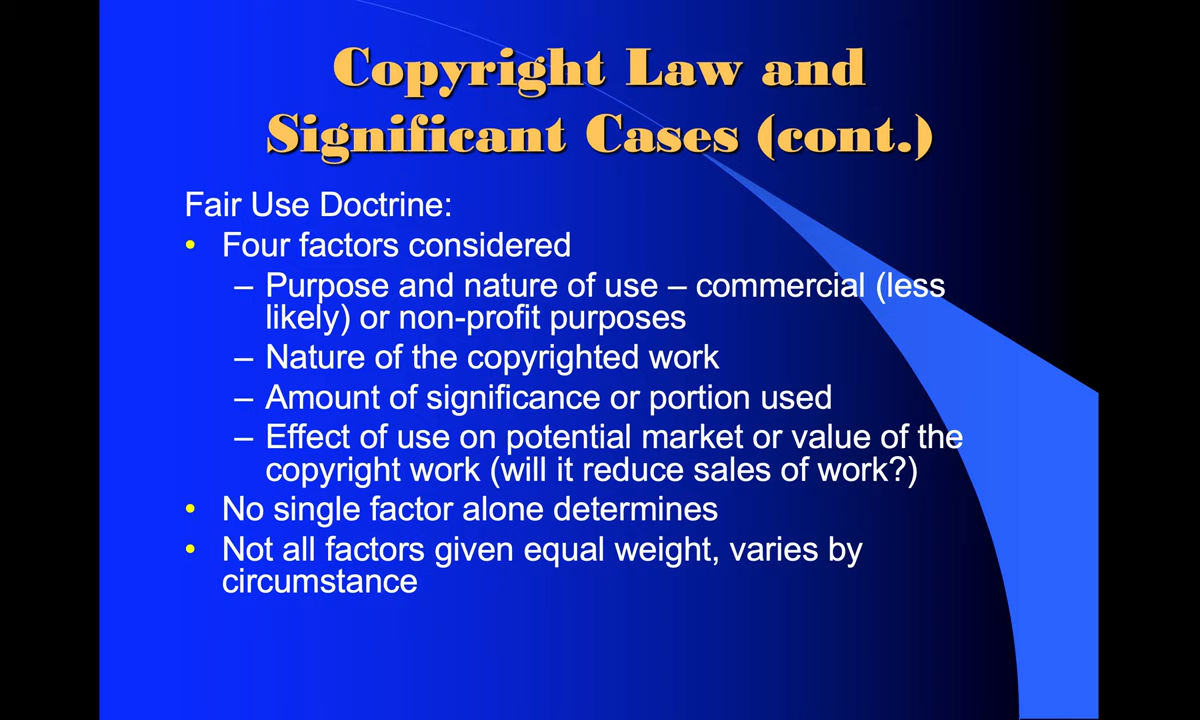 Copyright Law and
Significant Cases (cont.)
Fair Use Doctrine:
• Four factors considered
– Purpose and nature of use – commercial (less
likely) or non-profit purposes
– Nature of the copyrighted work
– Amount of significance or portion used
– Effect of use on potential market or value of the
copyright work (will it reduce sales of work?)
• No single factor alone determines
• Not all factors given equal weight, varies by
circumstance